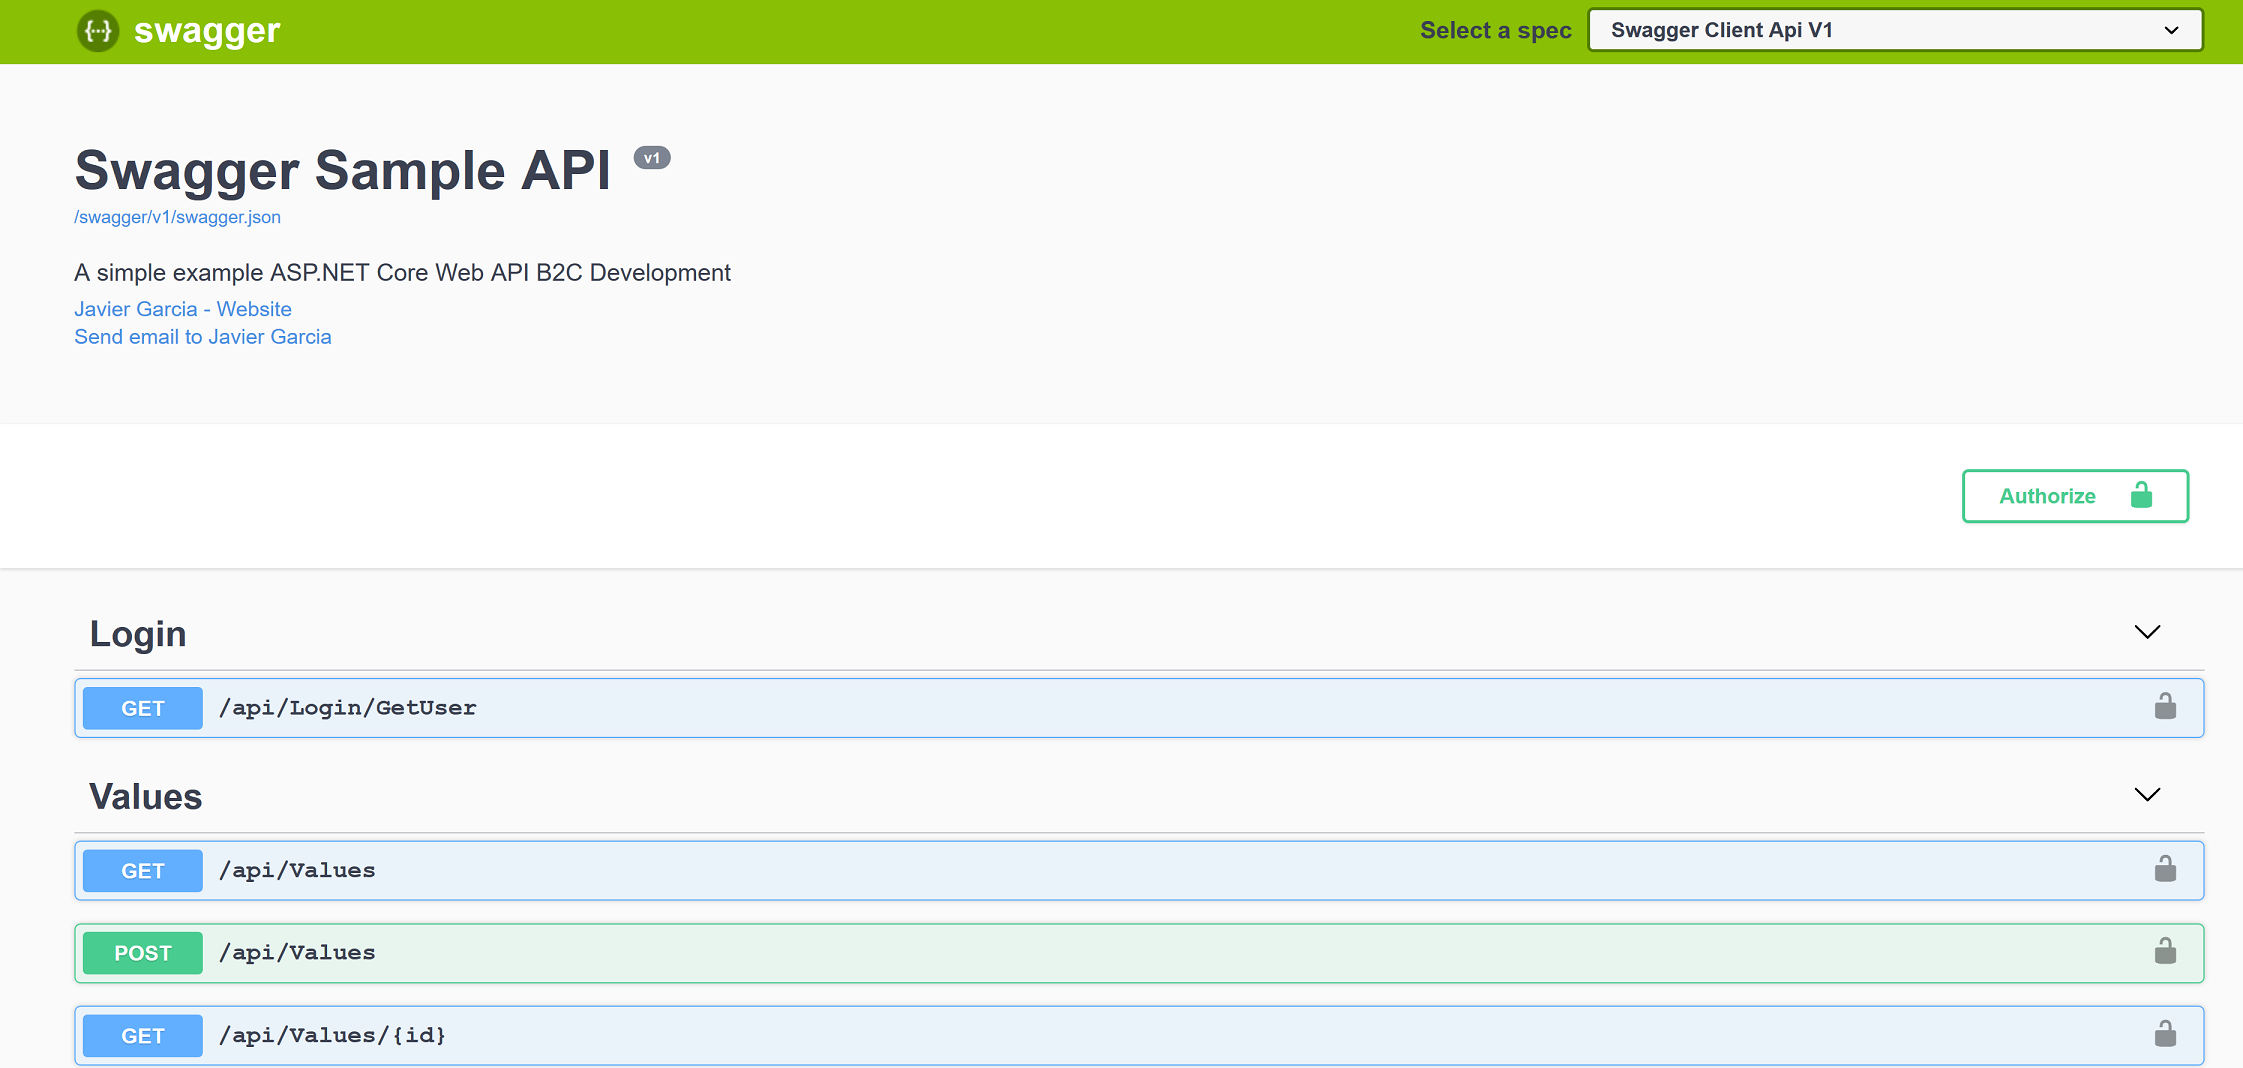 {···} swagger Select a spec Swagger Client Api V1
Swagger Sample API v1
/swagger/v1/swagger.json
A simple example ASP.NET Core Web API B2C Development
Javier Garcia - Website
Send email to Javier Garcia
Authorize
Login
GET /api/Login/GetUser
Values
GET /api/Values
POST /api/Values
GET /api/Values/{id}